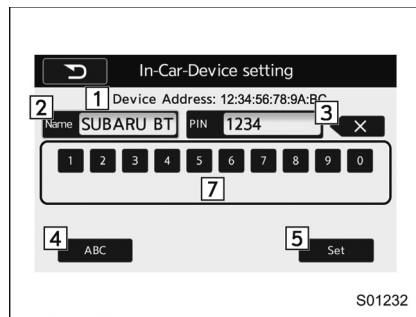 In-Car-Device setting
1 Device Address: 12:34:56:78:9A:BC
2 3
Name SUBARU BT PIN 1234 X
1 2 3 4 5 6 7 8 9 0
7
4 5
ABC Set
S01232